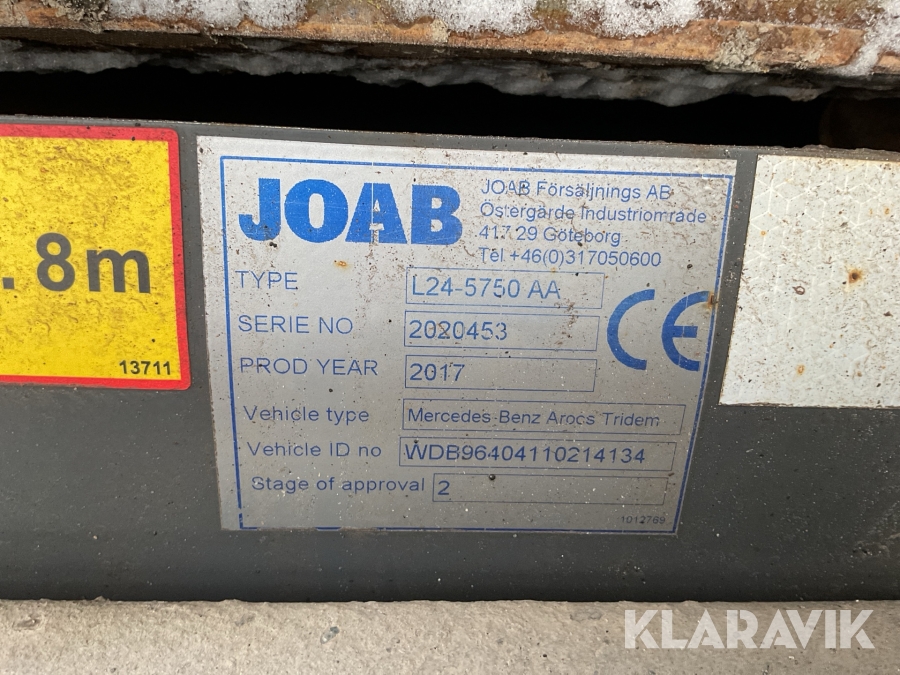 . 8m
13711
JOAB
JOAB Försäljnings AB
Östergärde Industriområde
417 29 Göteborg
Tel.+46(0)317050600
TYPE L24-5750 AA
SERIE NO 2020453
PROD YEAR 2017
CE
Vehicle type Mercedes-Benz Arocs Tridem
Vehicle ID no WDB96404110214134
Stage of approval 2
1012769
KLARAVIK